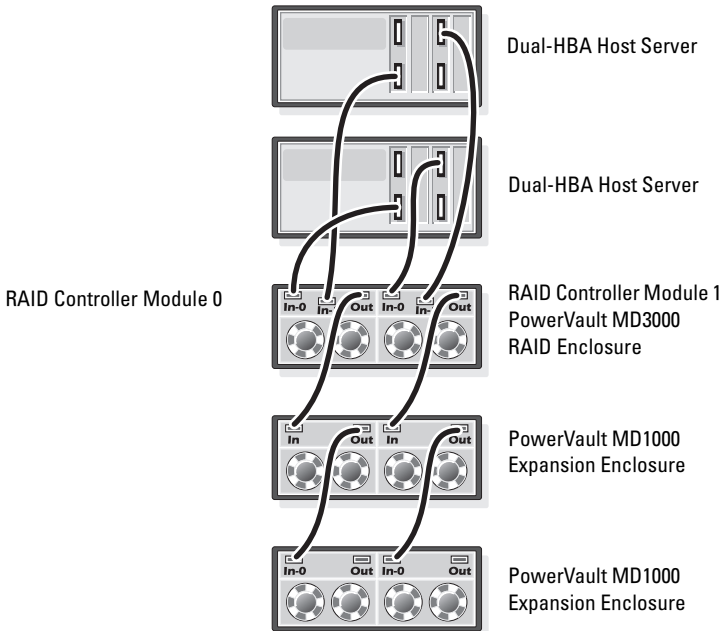 Dual-HBA Host Server
Dual-HBA Host Server
RAID Controller Module 0
In-0
In-
Out
In-0
In-
Out
RAID Controller Module 1
PowerVault MD3000
RAID Enclosure
In
Out
In
Out
PowerVault MD1000
Expansion Enclosure
In-0
Out
In-0
Out
PowerVault MD1000
Expansion Enclosure